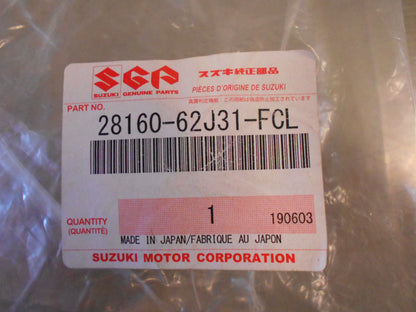 SGP スズキ純正部品
SUZUKI GENUINE PARTS PIÈCES D'ORIGINE DE SUZUKI
PART NO.
28160-62J31-FCL
QUANTITY 1 190603
(QUANTITÉ)
MADE IN JAPAN/FABRIQUE AU JAPON
SUZUKI MOTOR CORPORATION